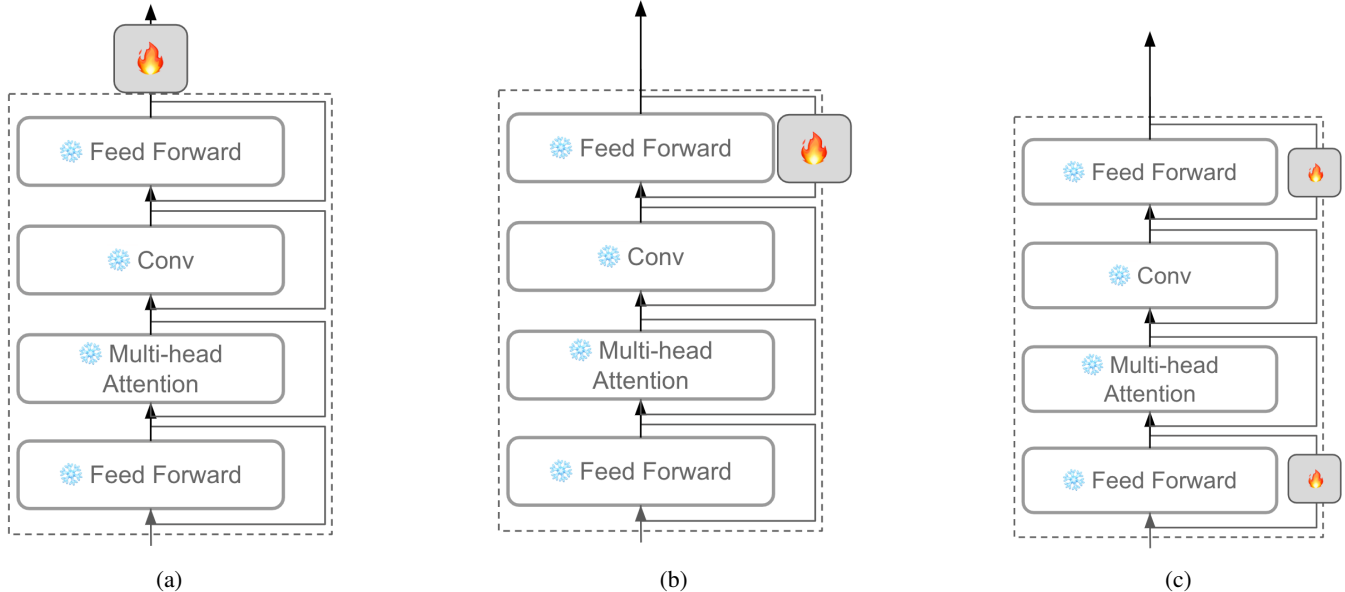 Feed Forward
Conv
Multi-head
Attention
Feed Forward
(a)
Feed Forward
Conv
Multi-head
Attention
Feed Forward
(b)
Feed Forward
Conv
Multi-head
Attention
Feed Forward
(c)